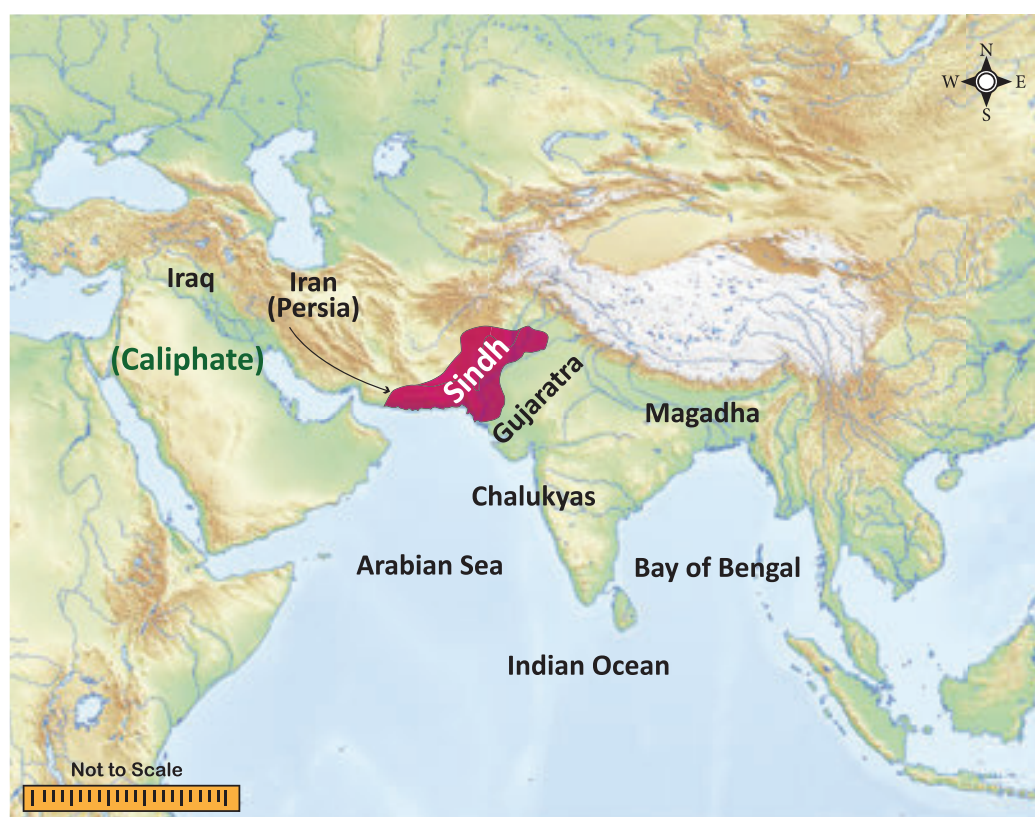 N
W
E
S
Iraq
Iran
(Persia)
(Caliphate)
Sindh
Gujaratra
Magadha
Chalukyas
Arabian Sea
Bay of Bengal
Indian Ocean
Not to Scale